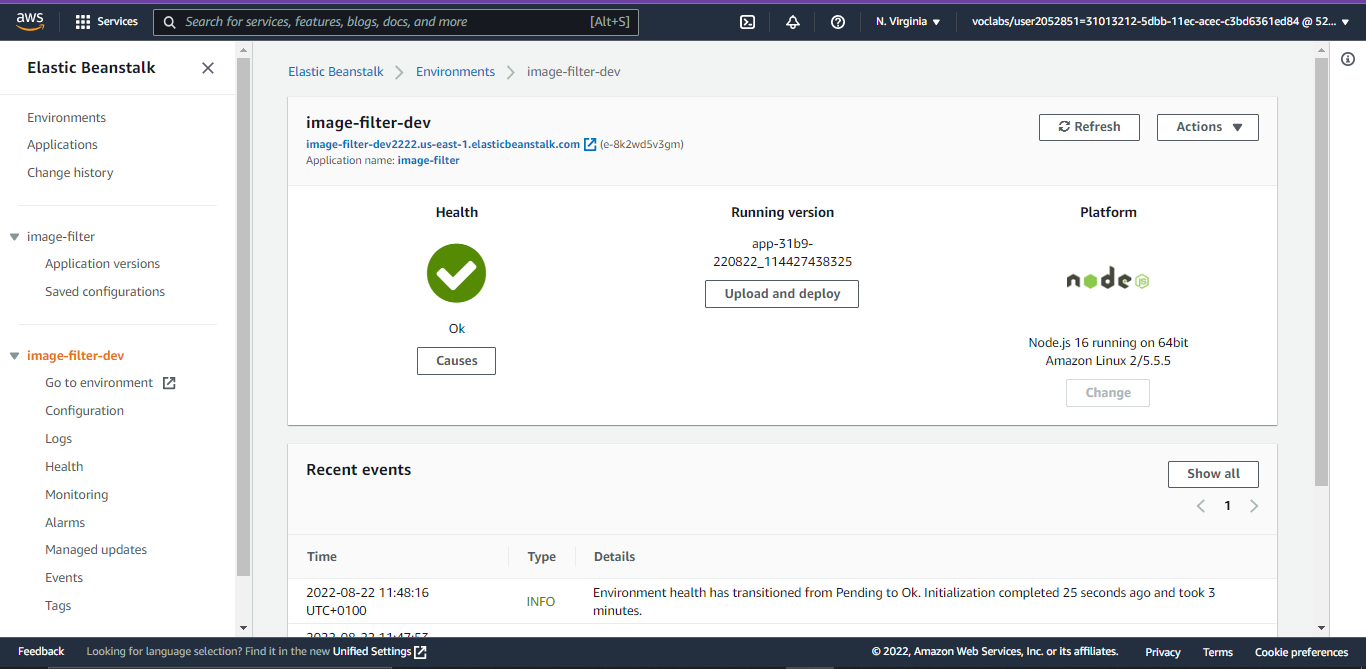 aws
Services
Search for services, features, blogs, docs, and more
[Alt+S]
N. Virginia
voclabs/user2052851=31013212-5dbb-11ec-acec-c3bd6361ed84 @ 52...
Elastic Beanstalk
Environments
Applications
Change history
image-filter
Application versions
Saved configurations
image-filter-dev
Go to environment
Configuration
Logs
Health
Monitoring
Alarms
Managed updates
Events
Tags
Elastic Beanstalk
Environments
image-filter-dev
image-filter-dev
image-filter-dev2222.us-east-1.elasticbeanstalk.com (e-8k2wd5v3gm)
Application name: image-filter
Refresh
Actions
Health
Ok
Causes
Running version
app-31b9-
220822_114427438325
Upload and deploy
Platform
node JS
Node.js 16 running on 64bit
Amazon Linux 2/5.5.5
Change
Recent events
Show all
1
Time
Type
Details
2022-08-22 11:48:16
UTC+0100
INFO
Environment health has transitioned from Pending to Ok. Initialization completed 25 seconds ago and took 3
minutes.
2022-08-22 11:47:53
Feedback
Looking for language selection? Find it in the new Unified Settings
© 2022, Amazon Web Services, Inc. or its affiliates.
Privacy
Terms
Cookie preferences